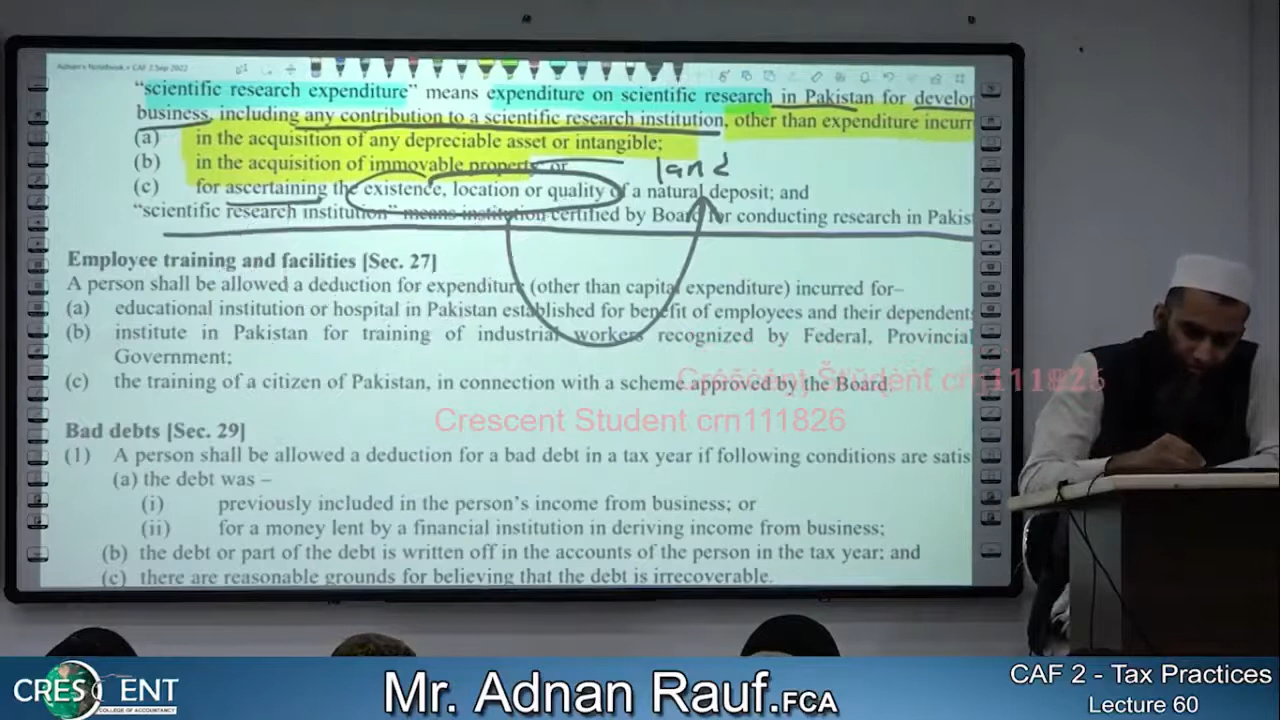 Adnan's Notebook » CAF 2 Sep 2022
“scientific research expenditure” means expenditure on scientific research in Pakistan for develop
business, including any contribution to a scientific research institution, other than expenditure incurr
(a) in the acquisition of any depreciable asset or intangible;
(b) in the acquisition of immovable property; or
land
(c) for ascertaining the existence, location or quality of a natural deposit; and
“scientific research institution” means institution certified by Board for conducting research in Pakis
Employee training and facilities [Sec. 27]
A person shall be allowed a deduction for expenditure (other than capital expenditure) incurred for–
(a) educational institution or hospital in Pakistan established for benefit of employees and their dependents
(b) institute in Pakistan for training of industrial workers recognized by Federal, Provincial
Government;
(c) the training of a citizen of Pakistan, in connection with a scheme approved by the Board.
Crescent Student crn111826
Crescent Student crn111826
Bad debts [Sec. 29]
(1) A person shall be allowed a deduction for a bad debt in a tax year if following conditions are satis
(a) the debt was –
(i) previously included in the person’s income from business; or
(ii) for a money lent by a financial institution in deriving income from business;
(b) the debt or part of the debt is written off in the accounts of the person in the tax year; and
(c) there are reasonable grounds for believing that the debt is irrecoverable.
CRESCENT
COLLEGE OF ACCOUNTANCY
Mr. Adnan Rauf.FCA
CAF 2 - Tax Practices
Lecture 60